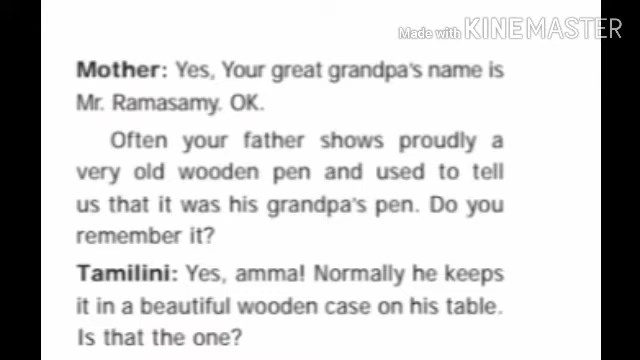 Made with KINEMASTER
Mother: Yes, Your great grandpa's name is
Mr. Ramasamy. OK.
Often your father shows proudly a
very old wooden pen and used to tell
us that it was his grandpa's pen. Do you
remember it?
Tamilini: Yes, amma! Normally he keeps
it in a beautiful wooden case on his table.
Is that the one?